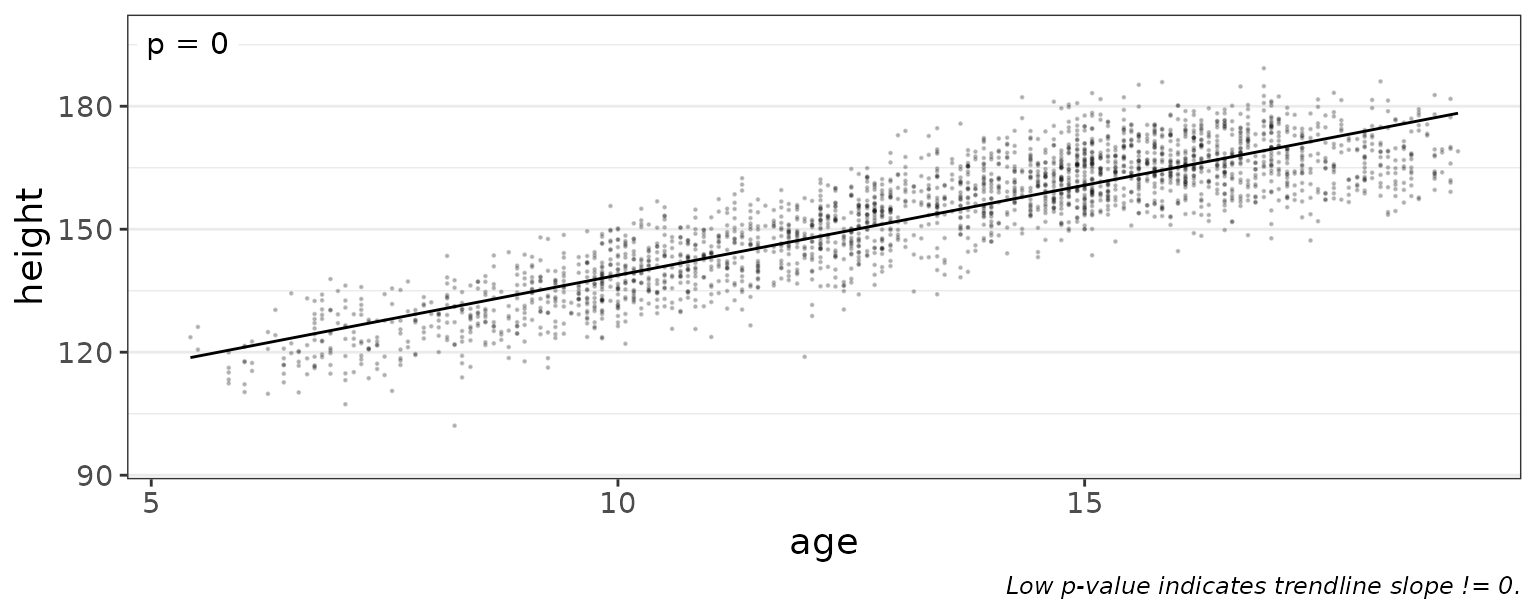 p = 0
180
150
120
90
height
5
10
15
age
Low p-value indicates trendline slope != 0.